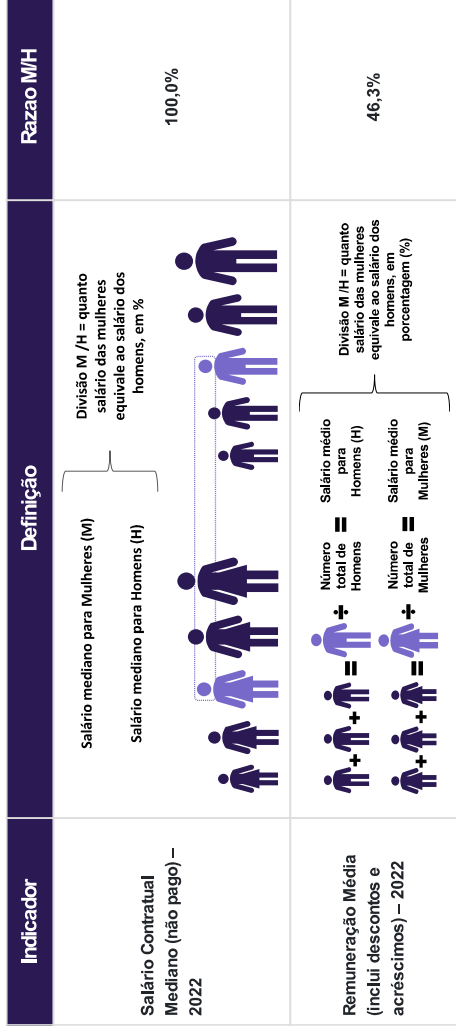 Indicador
Definição
Razao M/H
Salário Contratual
Mediano (não pago) –
2022
Salário mediano para Mulheres (M)
Salário mediano para Homens (H)
Divisão M /H = quanto
salário das mulheres
equivale ao salário dos
homens, em %
100,0%
Remuneração Média
(inclui descontos e
acréscimos) – 2022
+
+
=
÷
Número
total de
Homens
=
Salário médio
para
Homens (H)
+
+
=
÷
Número
total de
Mulheres
=
Salário médio
para
Mulheres (M)
Divisão M /H = quanto
salário das mulheres
equivale ao salário dos
homens, em
porcentagem (%)
46,3%